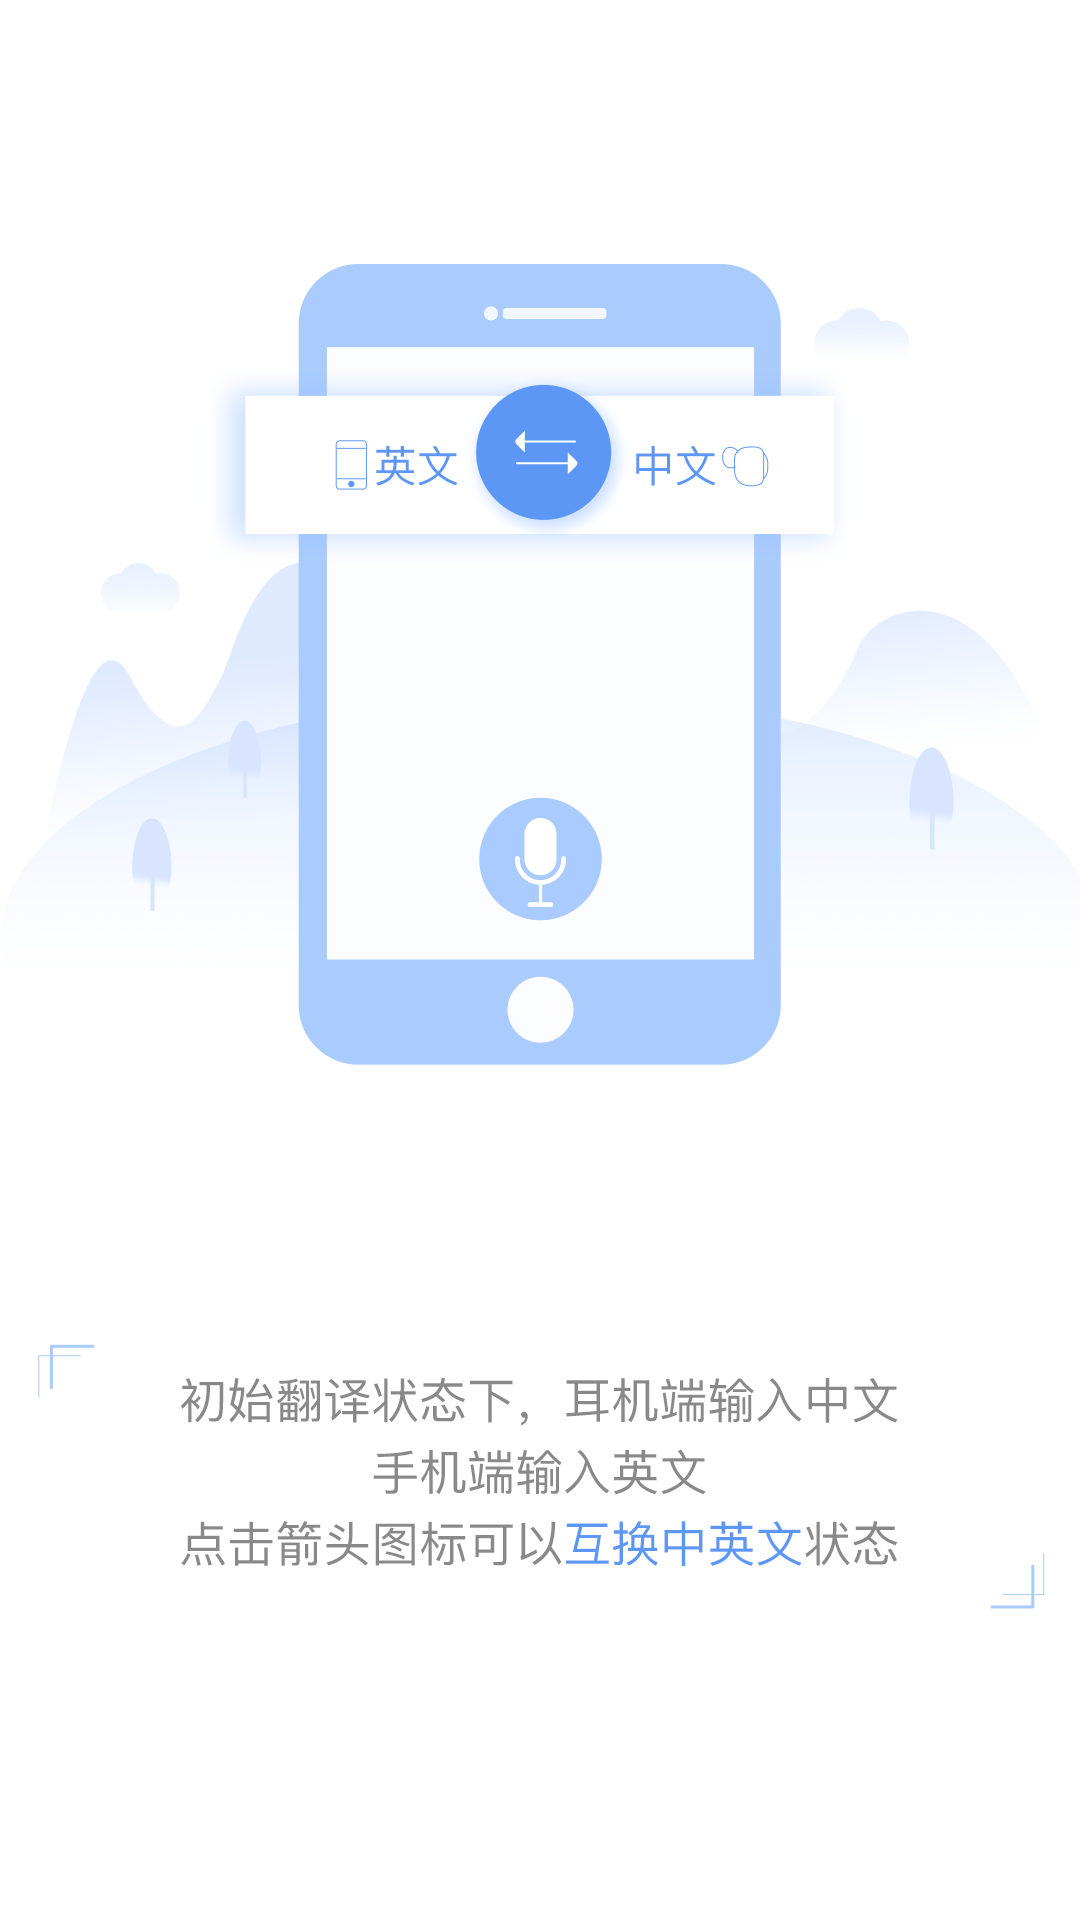 英文 中文
初始翻译状态下，耳机端输入中文
手机端输入英文
点击箭头图标可以互换中英文状态